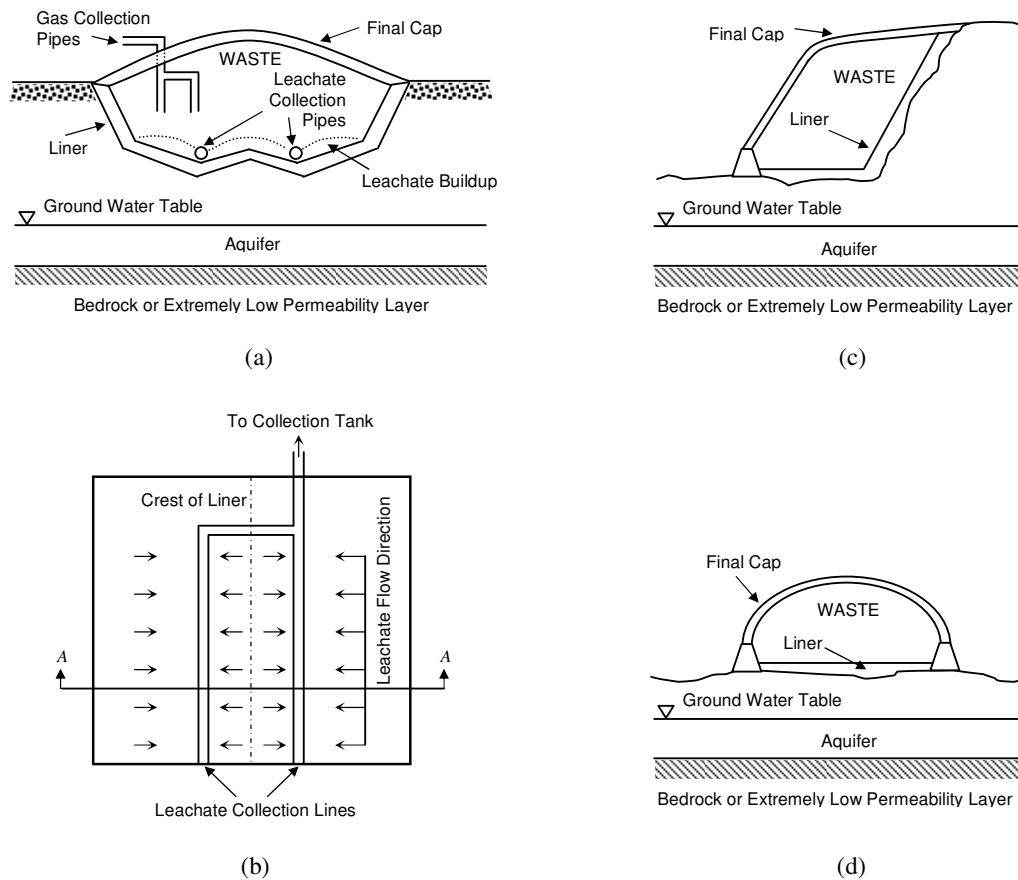 Gas Collection
Pipes
Final Cap
WASTE
Leachate
Collection
Pipes
Liner
Leachate Buildup
Ground Water Table
Aquifer
Bedrock or Extremely Low Permeability Layer
(a)
Final Cap
WASTE
Liner
Ground Water Table
Aquifer
Bedrock or Extremely Low Permeability Layer
(c)
To Collection Tank
Crest of Liner
Leachate Flow Direction
A
A
Leachate Collection Lines
(b)
Final Cap
WASTE
Liner
Ground Water Table
Aquifer
Bedrock or Extremely Low Permeability Layer
(d)